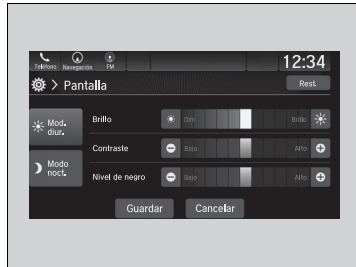 Teléfono Navegación FM 12:34
> Pantalla Rest.
Mod. diur.
Brillo Dim Brillo
Contraste Bajo Alto
Modo noct.
Nivel de negro Bajo Alto
Guardar Cancelar